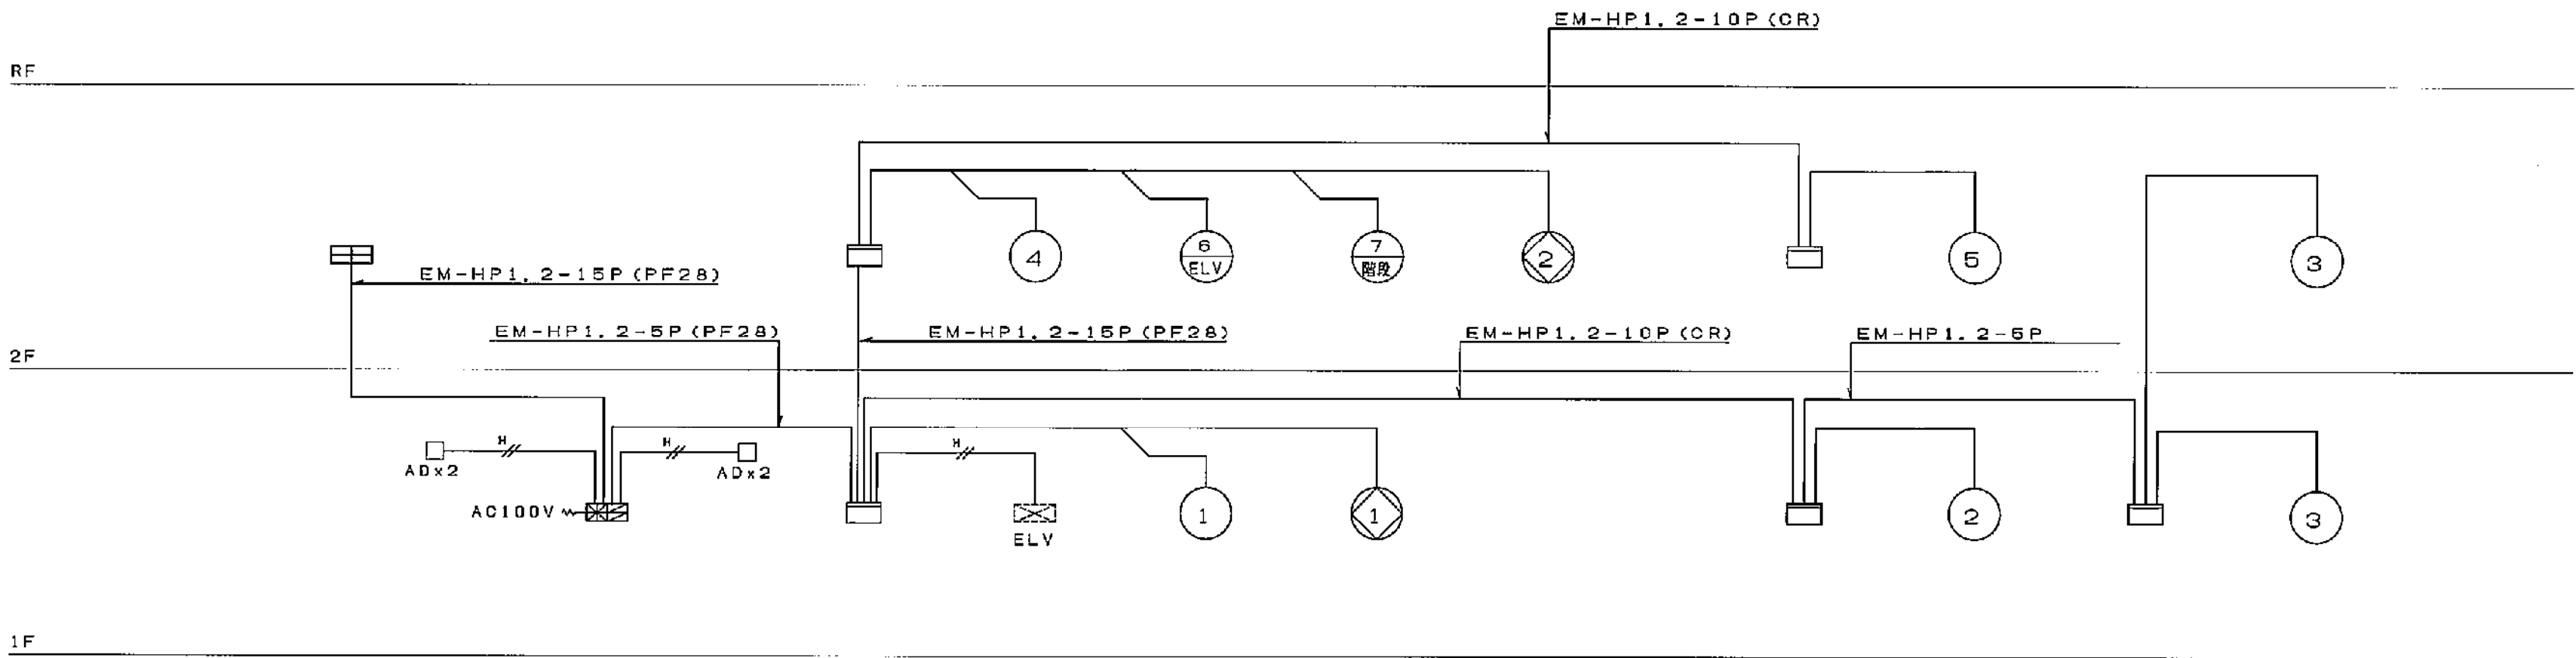 EM-HP1.2-10P(CR)
RF
4
6
ELV
7
階段
2
5
3
EM-HP1.2-15P(PF28)
EM-HP1.2-5P(PF28)
EM-HP1.2-15P(PF28)
EM-HP1.2-10P(CR)
EM-HP1.2-5P
2F
H
H
H
ADx2
ADx2
AC100V
ELV
1
1
2
3
1F